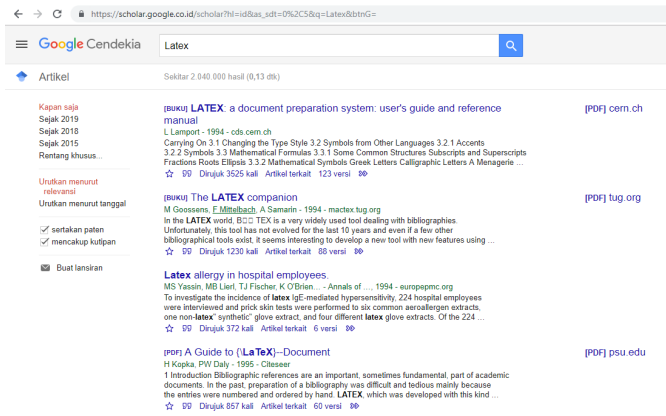 https://scholar.google.co.id/scholar?hl=id&as_sdt=0%2C5&q=Latex&btnG=
Google Cendekia
Latex
Artikel
Sekitar 2.040.000 hasil (0,13 dtk)
Kapan saja
Sejak 2019
Sejak 2018
Sejak 2015
Rentang khusus...
Urutkan menurut
relevansi
Urutkan menurut tanggal
sertakan paten
mencakup kutipan
Buat lansiran
[BUKU] LATEX: a document preparation system: user's guide and reference
manual
[PDF] cern.ch
L Lamport - 1994 - cds.cern.ch
Carrying On 3.1 Changing the Type Style 3.2 Symbols from Other Languages 3.2.1 Accents
3.2.2 Symbols 3.3 Mathematical Formulas 3.3.1 Some Common Structures Subscripts and Superscripts
Fractions Roots Ellipsis 3.3.2 Mathematical Symbols Greek Letters Calligraphic Letters A Menagerie ...
Dirujuk 3525 kali Artikel terkait 123 versi
[BUKU] The LATEX companion
[PDF] tug.org
M Goossens, F Mittelbach, A Samarin - 1994 - mactex.tug.org
In the LATEX world, B□□ TEX is a very widely used tool dealing with bibliographies.
Unfortunately, this tool has not evolved for the last 10 years and even if a few other
bibliographical tools exist, it seems interesting to develop a new tool with new features using ...
Dirujuk 1230 kali Artikel terkait 88 versi
Latex allergy in hospital employees.
MS Yassin, MB Lierl, TJ Fischer, K O'Brien... - Annals of ..., 1994 - europepmc.org
To investigate the incidence of latex IgE-mediated hypersensitivity, 224 hospital employees
were interviewed and prick skin tests were performed to six common aeroallergen extracts,
one non-latex" synthetic" glove extract, and four different latex glove extracts. Of the 224 ...
Dirujuk 372 kali Artikel terkait 6 versi
[PDF] A Guide to {\LaTeX}--Document
[PDF] psu.edu
H Kopka, PW Daly - 1995 - Citeseer
1 Introduction Bibliographic references are an important, sometimes fundamental, part of academic
documents. In the past, preparation of a bibliography was difficult and tedious mainly because
the entries were numbered and ordered by hand. LATEX, which was developed with this kind ...
Dirujuk 857 kali Artikel terkait 60 versi